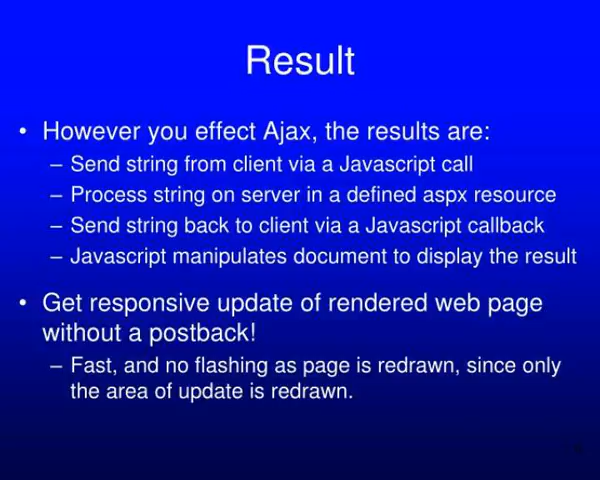 Result
• However you effect Ajax, the results are:
– Send string from client via a Javascript call
– Process string on server in a defined aspx resource
– Send string back to client via a Javascript callback
– Javascript manipulates document to display the result
• Get responsive update of rendered web page
without a postback!
– Fast, and no flashing as page is redrawn, since only
the area of update is redrawn.